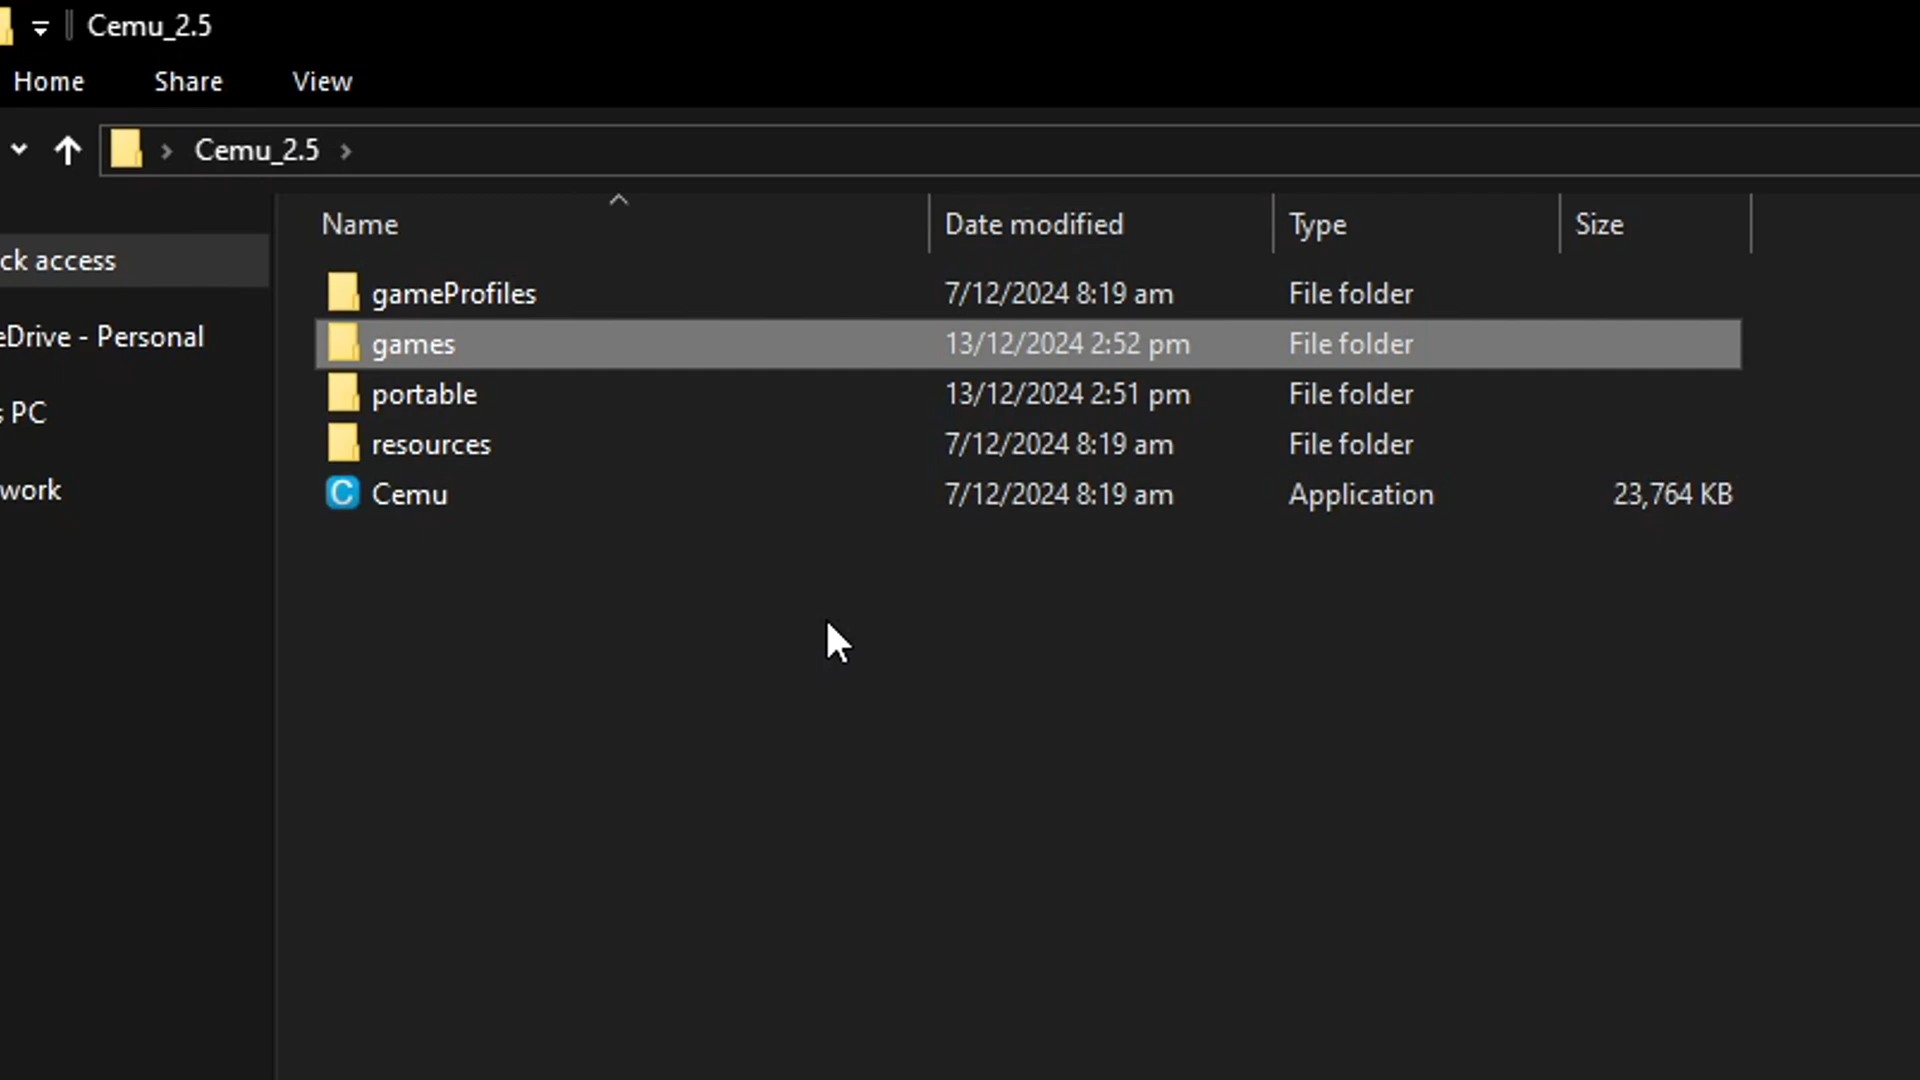 Cemu_2.5
Home Share View
Cemu_2.5
Name Date modified Type Size
ck access
gameProfiles 7/12/2024 8:19 am File folder
eDrive - Personal
games 13/12/2024 2:52 pm File folder
portable 13/12/2024 2:51 pm File folder
PC
resources 7/12/2024 8:19 am File folder
work
C Cemu 7/12/2024 8:19 am Application 23,764 KB